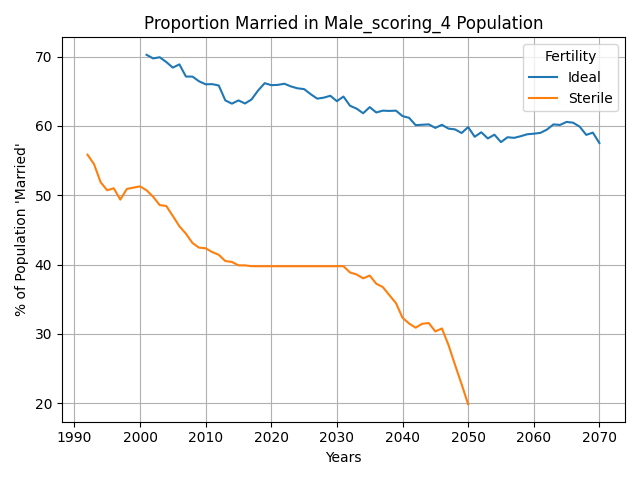 Proportion Married in Male_scoring_4 Population
% of Population 'Married'
70
60
50
40
30
20
Fertility
Ideal
Sterile
1990 2000 2010 2020 2030 2040 2050 2060 2070
Years